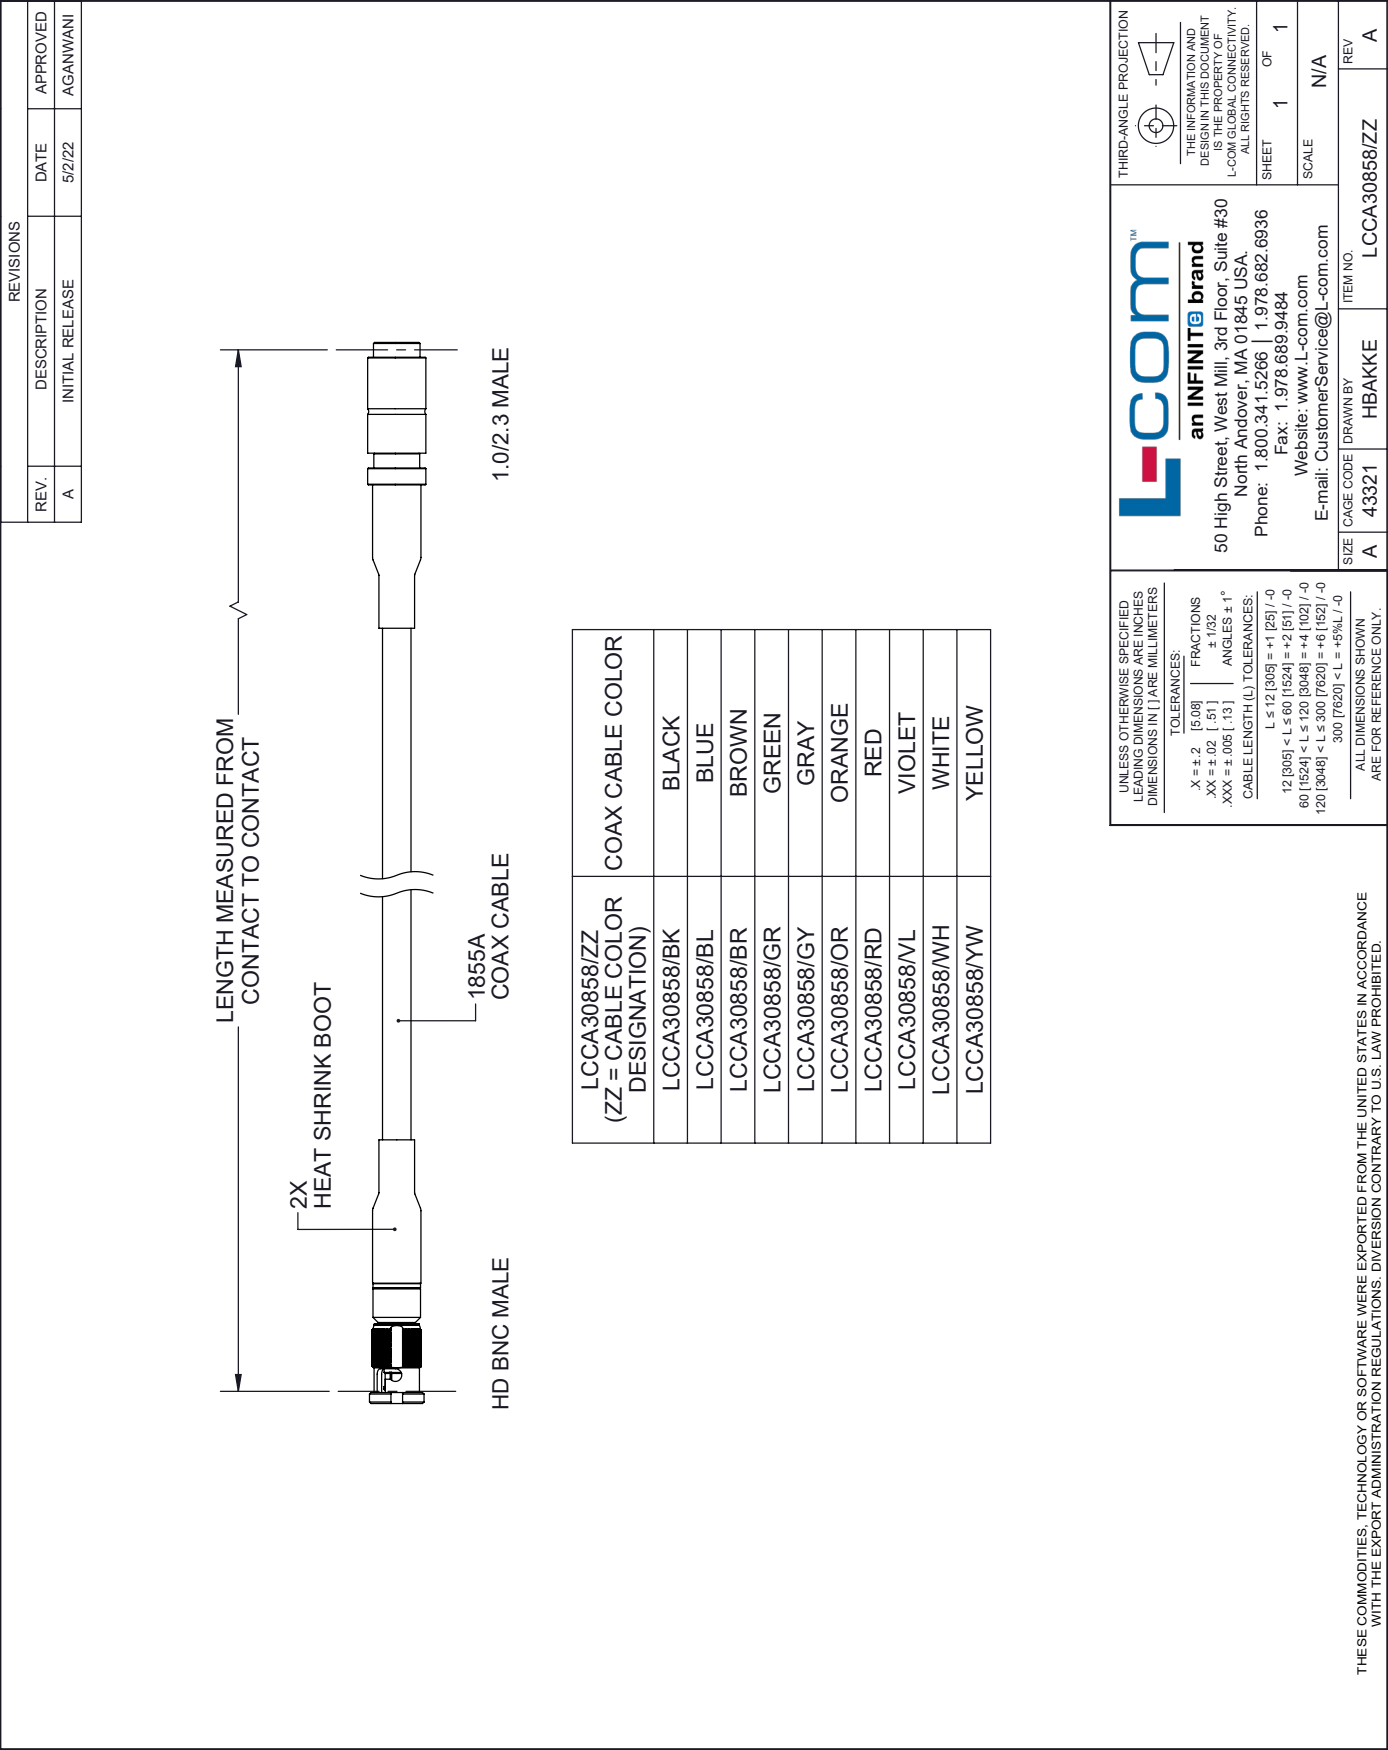 REVISIONS
REV. DESCRIPTION DATE APPROVED
A INITIAL RELEASE 5/2/22 AGANWANI
LENGTH MEASURED FROM
CONTACT TO CONTACT
2X
HEAT SHRINK BOOT
1855A
COAX CABLE
HD BNC MALE
1.0/2.3 MALE
LCCA30858/ZZ
(ZZ = CABLE COLOR
DESIGNATION)
COAX CABLE COLOR
LCCA30858/BK BLACK
LCCA30858/BL BLUE
LCCA30858/BR BROWN
LCCA30858/GR GREEN
LCCA30858/GY GRAY
LCCA30858/OR ORANGE
LCCA30858/RD RED
LCCA30858/VL VIOLET
LCCA30858/WH WHITE
LCCA30858/YW YELLOW
UNLESS OTHERWISE SPECIFIED
LEADING DIMENSIONS ARE INCHES
DIMENSIONS IN [ ] ARE MILLIMETERS
TOLERANCES:
.X = ± .2 [5.08] FRACTIONS
.XX = ± .02 [ .51 ] ± 1/32
.XXX = ± .005 [ .13 ] ANGLES ± 1°
CABLE LENGTH (L) TOLERANCES:
L ≤ 12 [305] = +1 [25] / -0
12 [305] < L ≤ 60 [1524] = +2 [51] / -0
60 [1524] < L ≤ 120 [3048] = +4 [102] / -0
120 [3048] < L ≤ 300 [7620] = +6 [152] / -0
300 [7620] < L = +5%L / -0
ALL DIMENSIONS SHOWN
ARE FOR REFERENCE ONLY.
L-com™
an INFINITe brand
50 High Street, West Mill, 3rd Floor, Suite #30
North Andover, MA 01845 USA.
Phone: 1.800.341.5266 | 1.978.682.6936
Fax: 1.978.689.9484
Website: www.L-com.com
E-mail: CustomerService@L-com.com
THIRD-ANGLE PROJECTION
THE INFORMATION AND
DESIGN IN THIS DOCUMENT
IS THE PROPERTY OF
L-COM GLOBAL CONNECTIVITY.
ALL RIGHTS RESERVED.
SHEET 1 OF 1
SCALE N/A
SIZE CAGE CODE DRAWN BY ITEM NO. REV
A 43321 HBAKKE LCCA30858/ZZ A
THESE COMMODITIES, TECHNOLOGY OR SOFTWARE WERE EXPORTED FROM THE UNITED STATES IN ACCORDANCE
WITH THE EXPORT ADMINISTRATION REGULATIONS. DIVERSION CONTRARY TO U.S. LAW PROHIBITED.